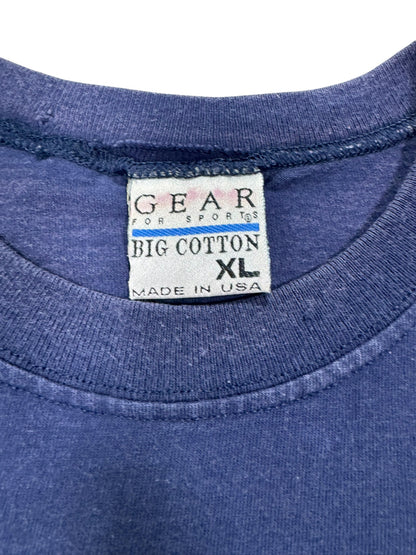 GEAR
FOR SPORTS®
BIG COTTON
XL
MADE IN USA